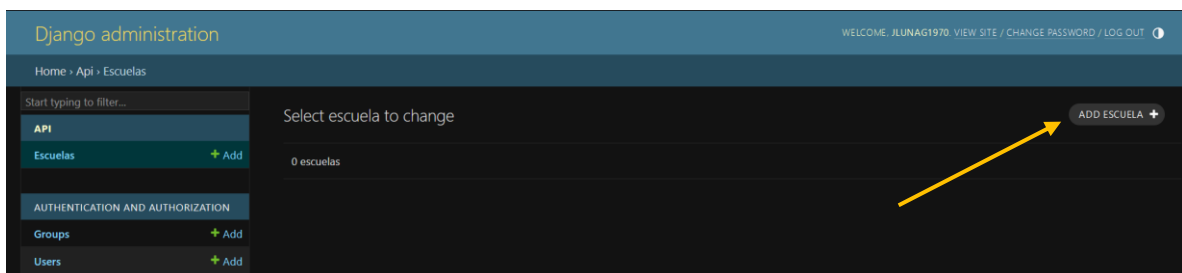 Django administration
WELCOME, JLUNAG1970. VIEW SITE / CHANGE PASSWORD / LOG OUT
Home › Api › Escuelas
Start typing to filter...
API
Escuelas + Add
AUTHENTICATION AND AUTHORIZATION
Groups + Add
Users + Add
Select escuela to change
ADD ESCUELA +
0 escuelas